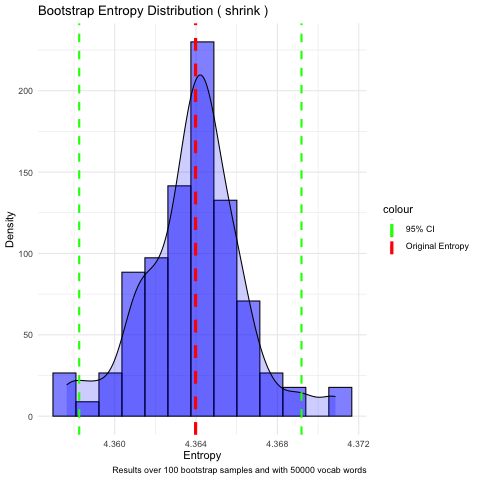 Bootstrap Entropy Distribution ( shrink )
Density
200
150
100
50
0
4.360
4.364
4.368
4.372
Entropy
Results over 100 bootstrap samples and with 50000 vocab words
colour
95% CI
Original Entropy